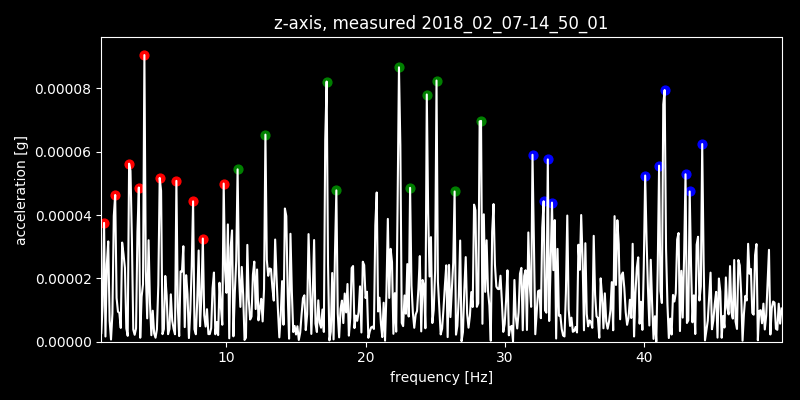 z-axis, measured 2018_02_07-14_50_01
0.00008
0.00006
0.00004
0.00002
0.00000
acceleration [g]
10 20 30 40
frequency [Hz]